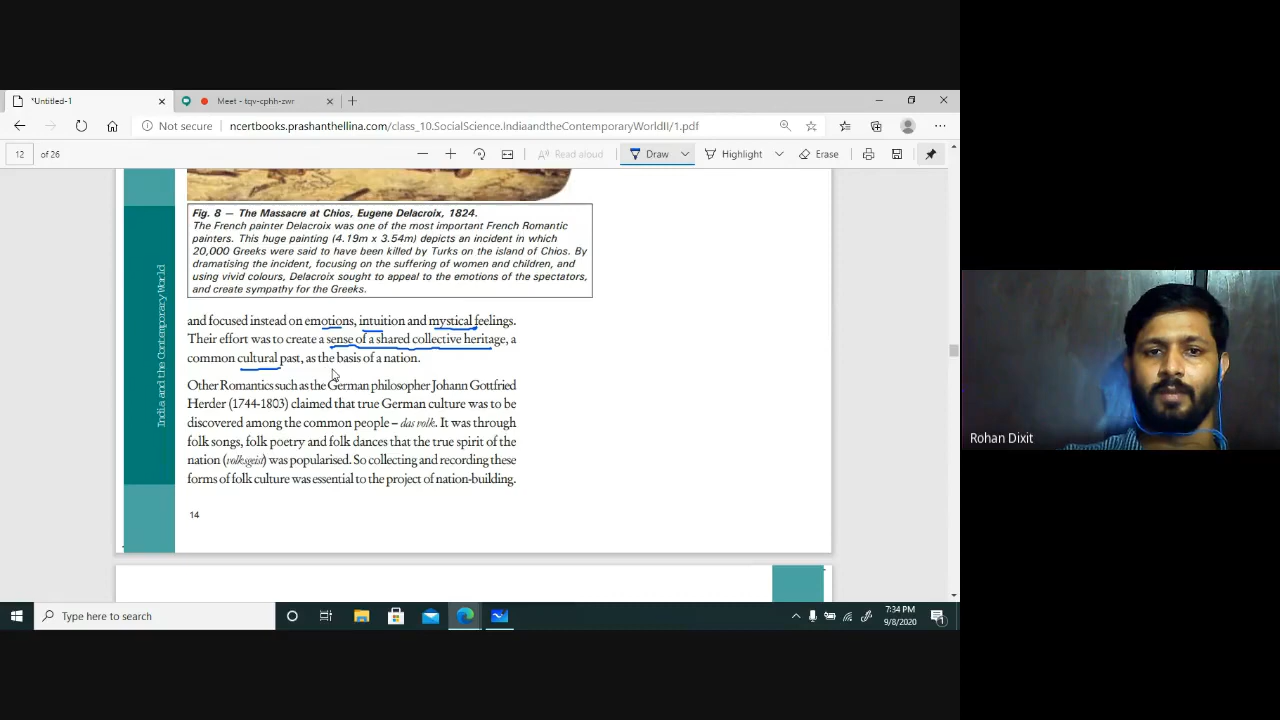 *Untitled-1
Meet - tqv-cphh-zwr
Not secure
ncertbooks.prashanthellina.com/class_10.SocialScience.IndiaandtheContemporaryWorldII/1.pdf
12 of 26
Read aloud
Draw
Highlight
Erase
India and the Contemporary World
Fig. 8 — The Massacre at Chios, Eugene Delacroix, 1824.
The French painter Delacroix was one of the most important French Romantic
painters. This huge painting (4.19m x 3.54m) depicts an incident in which
20,000 Greeks were said to have been killed by Turks on the island of Chios. By
dramatising the incident, focusing on the suffering of women and children, and
using vivid colours, Delacroix sought to appeal to the emotions of the spectators,
and create sympathy for the Greeks.
and focused instead on emotions, intuition and mystical feelings.
Their effort was to create a sense of a shared collective heritage, a
common cultural past, as the basis of a nation.
Other Romantics such as the German philosopher Johann Gottfried
Herder (1744-1803) claimed that true German culture was to be
discovered among the common people – das volk. It was through
folk songs, folk poetry and folk dances that the true spirit of the
nation (volksgeist) was popularised. So collecting and recording these
forms of folk culture was essential to the project of nation-building.
14
Rohan Dixit
Type here to search
7:34 PM
9/8/2020
1